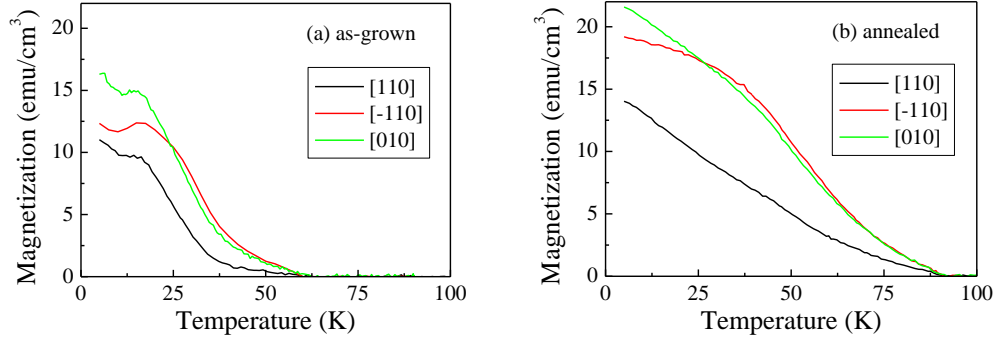 (a) as-grown
[110]
[-110]
[010]
Magnetization (emu/cm³)
20
15
10
5
0
0 25 50 75 100
Temperature (K)
(b) annealed
[110]
[-110]
[010]
Magnetization (emu/cm³)
20
15
10
5
0
0 25 50 75 100
Temperature (K)